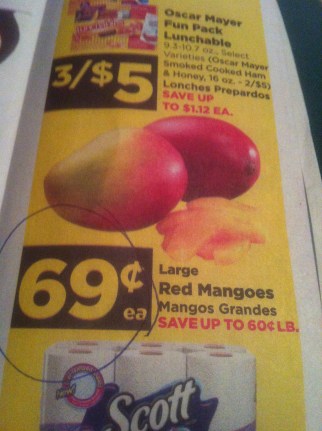 Oscar Mayer
Fun Pack
Lunchable
9.3-10.7 oz., Select
Varieties (Oscar Mayer
Smoked Cooked Ham
& Honey, 16 oz. - 2/$5)
Lonches Prepardos
SAVE UP
TO $1.12 EA.
3/$5
69¢
ea
Large
Red Mangoes
Mangos Grandes
SAVE UP TO 60¢ LB.
Scott